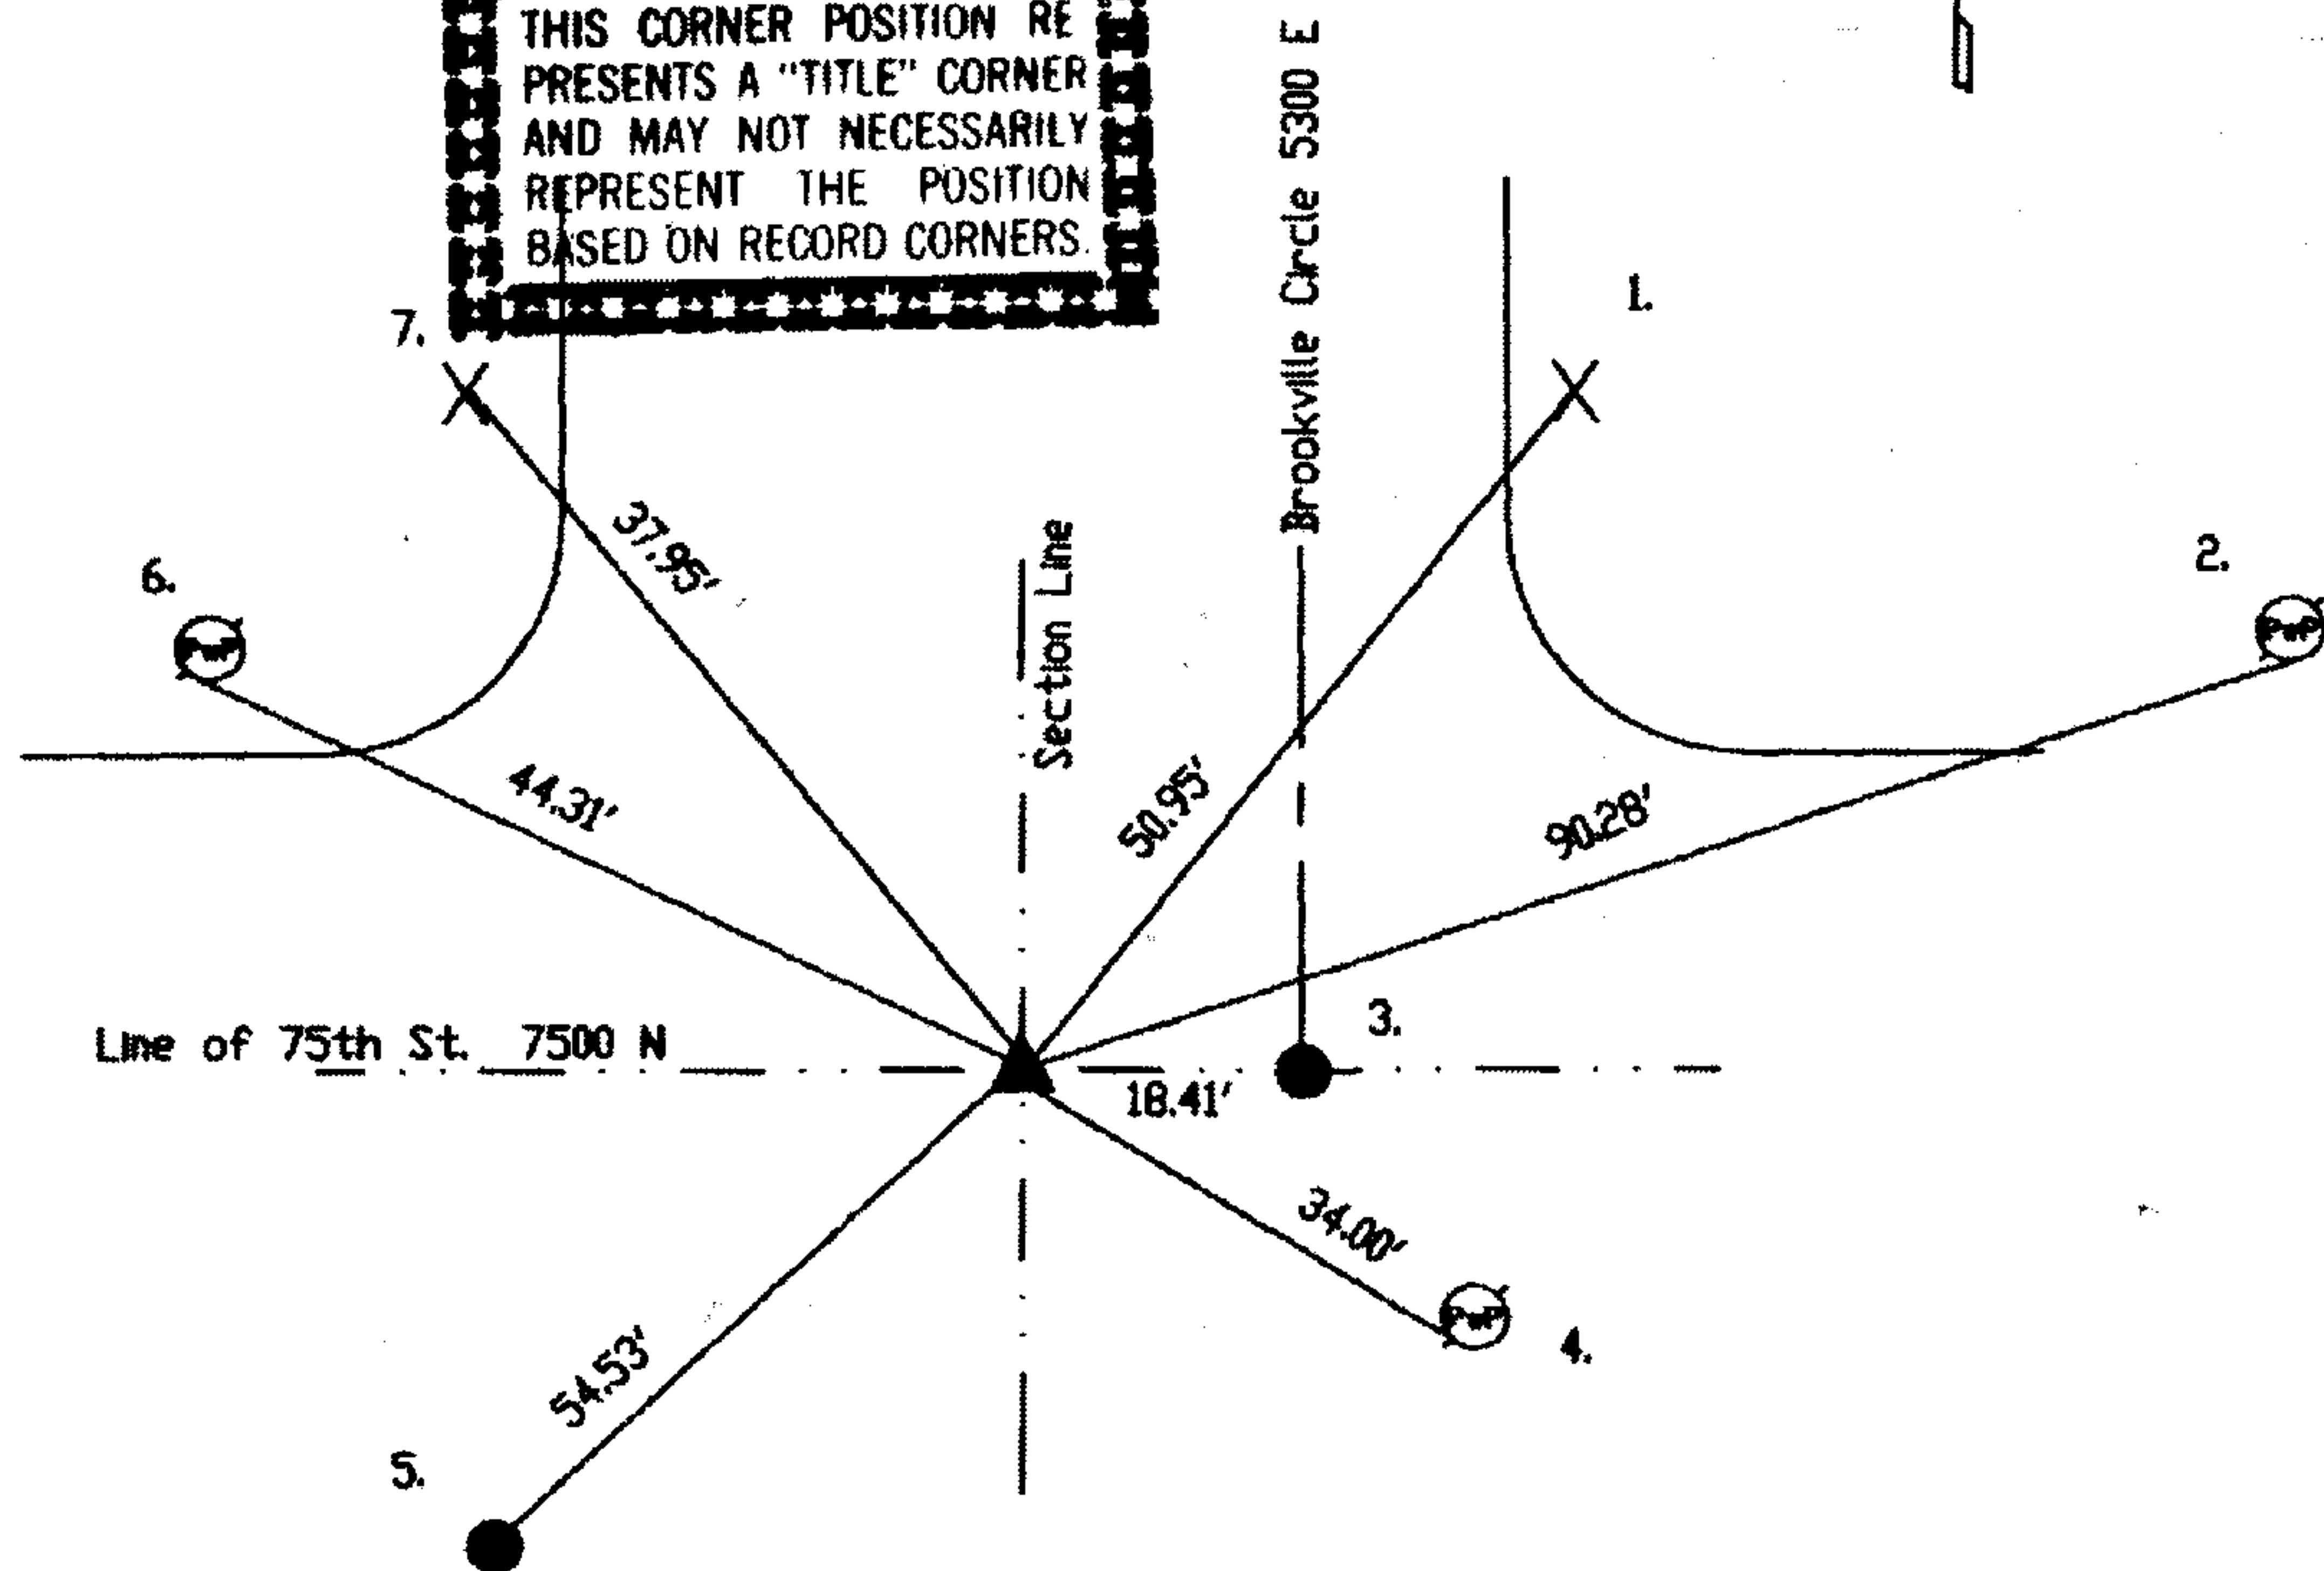 THIS CORNER POSITION RE
PRESENTS A "TITLE" CORNER
AND MAY NOT NECESSARILY
REPRESENT THE POSITION
BASED ON RECORD CORNERS.
Brookville Circle 5300 E
1.
7.
37.95'
Section Line
6.
2.
44.31'
50.95'
90.28'
3.
Line of 75th St. 7500 N
18.41'
34.00'
4.
54.53'
5.